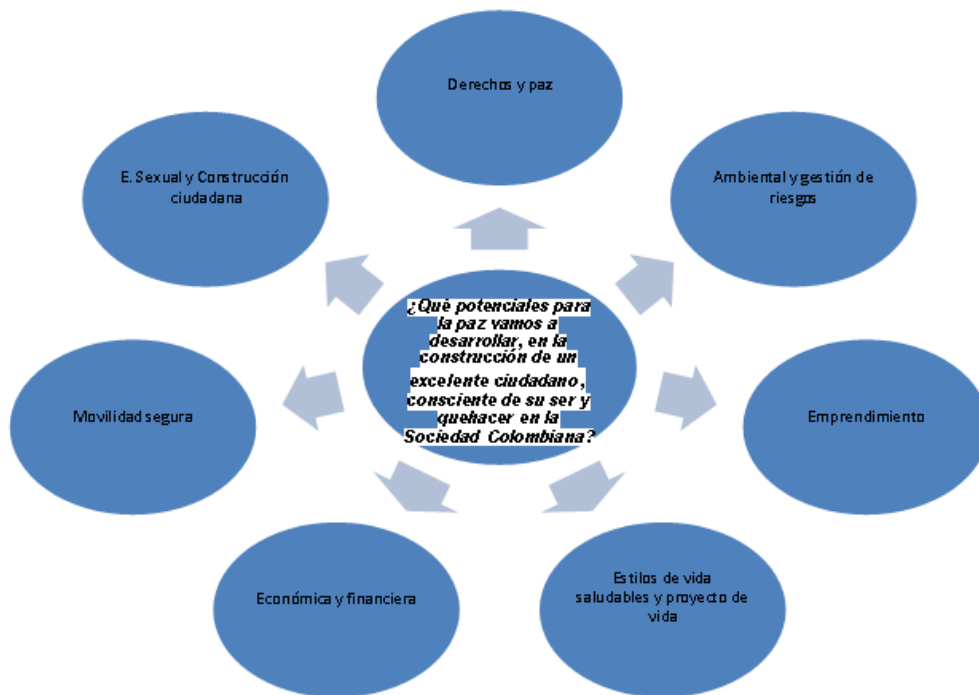 Derechos y paz
E. Sexual y Construcción
ciudadana
Ambiental y gestión de
riesgos
¿Qué potenciales para
la paz vamos a
desarrollar, en la
construcción de un
excelente ciudadano,
consciente de su ser y
quehacer en la
Sociedad Colombiana?
Movilidad segura
Emprendimiento
Económica y financiera
Estilos de vida
saludables y proyecto de
vida